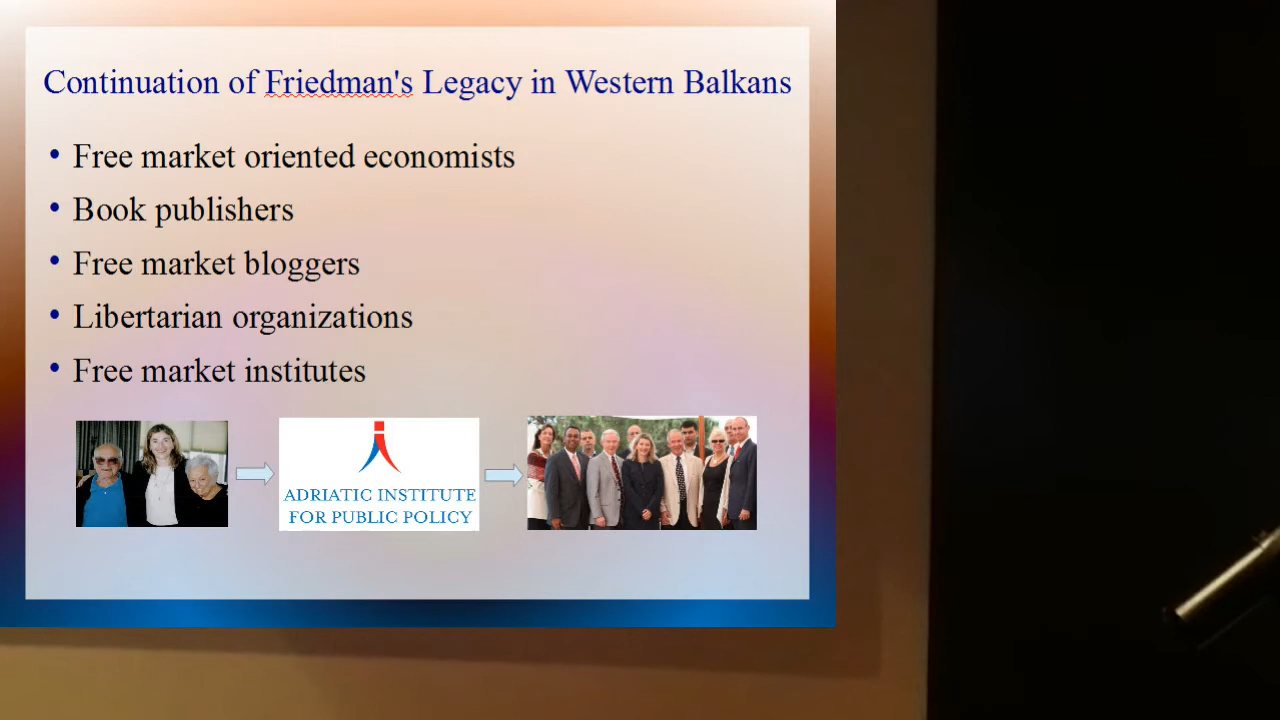 Continuation of Friedman's Legacy in Western Balkans
• Free market oriented economists
• Book publishers
• Free market bloggers
• Libertarian organizations
• Free market institutes
ADRIATIC INSTITUTE
FOR PUBLIC POLICY